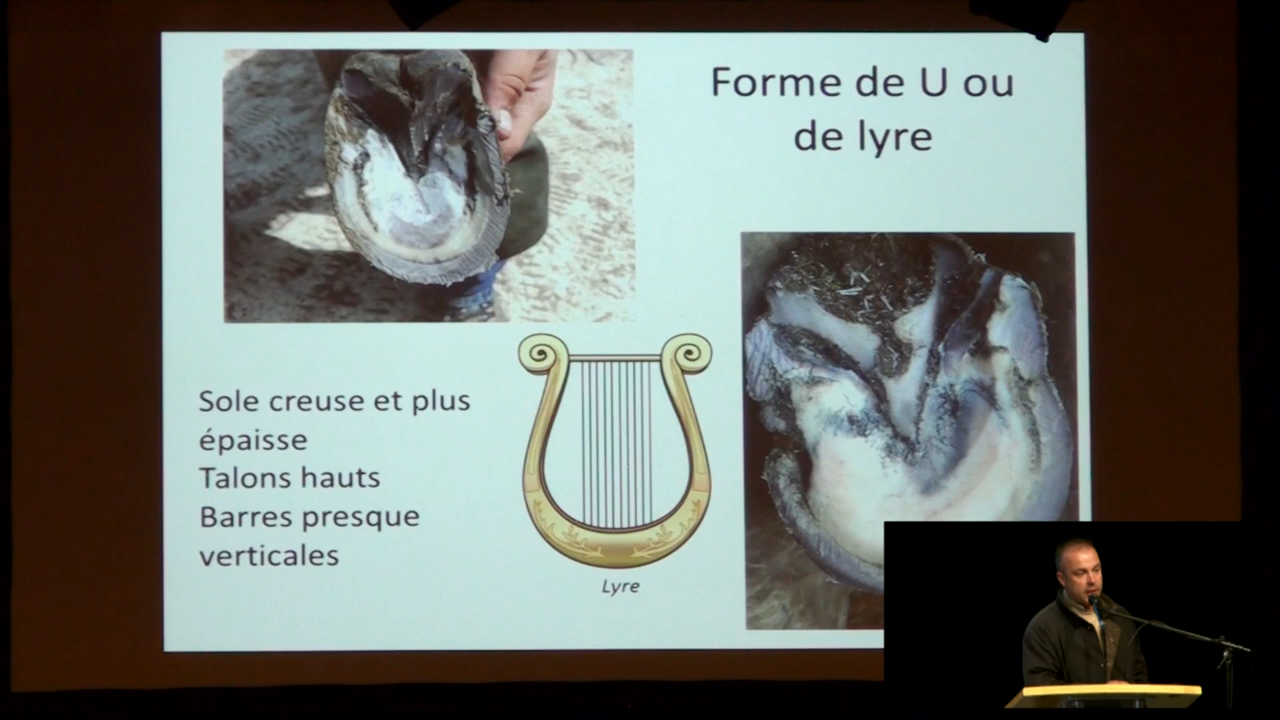 Forme de U ou
de lyre
Sole creuse et plus
épaisse
Talons hauts
Barres presque
verticales
Lyre